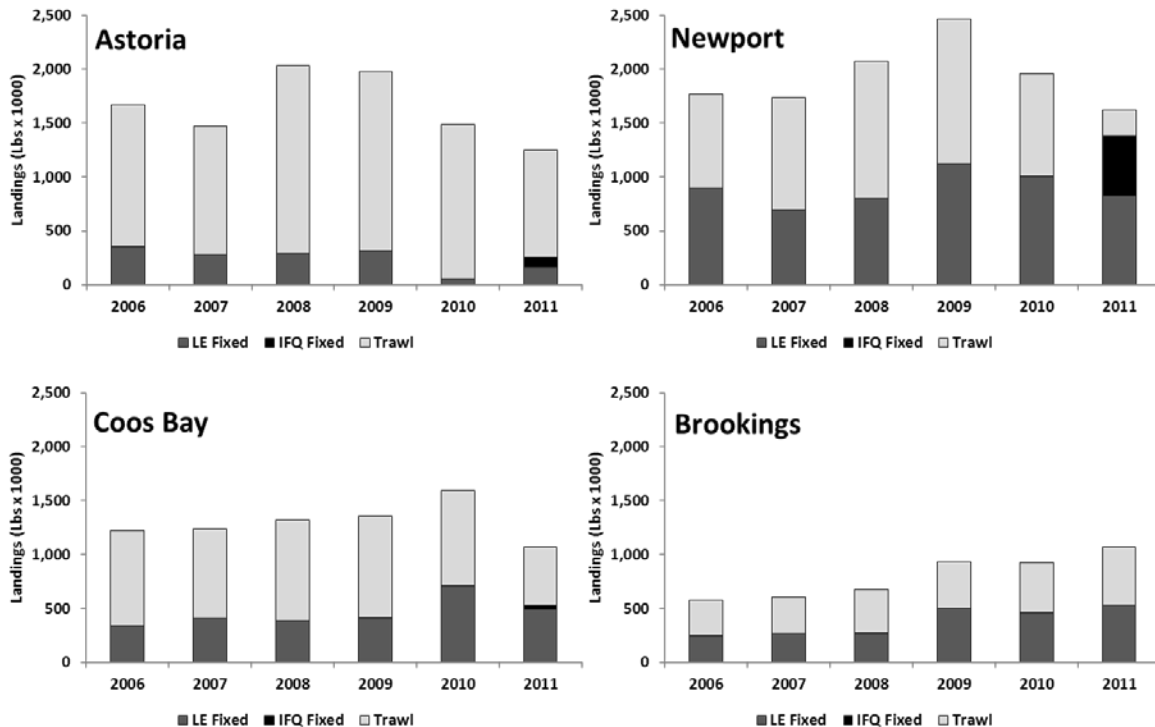 Astoria
Landings (Lbs x 1000)
2,500
2,000
1,500
1,000
500
0
2006 2007 2008 2009 2010 2011
LE Fixed IFQ Fixed Trawl
Newport
Landings (Lbs x 1000)
2,500
2,000
1,500
1,000
500
0
2006 2007 2008 2009 2010 2011
LE Fixed IFQ Fixed Trawl
Coos Bay
Landings (Lbs x 1000)
2,500
2,000
1,500
1,000
500
0
2006 2007 2008 2009 2010 2011
LE Fixed IFQ Fixed Trawl
Brookings
Landings (Lbs x 1000)
2,500
2,000
1,500
1,000
500
0
2006 2007 2008 2009 2010 2011
LE Fixed IFQ Fixed Trawl